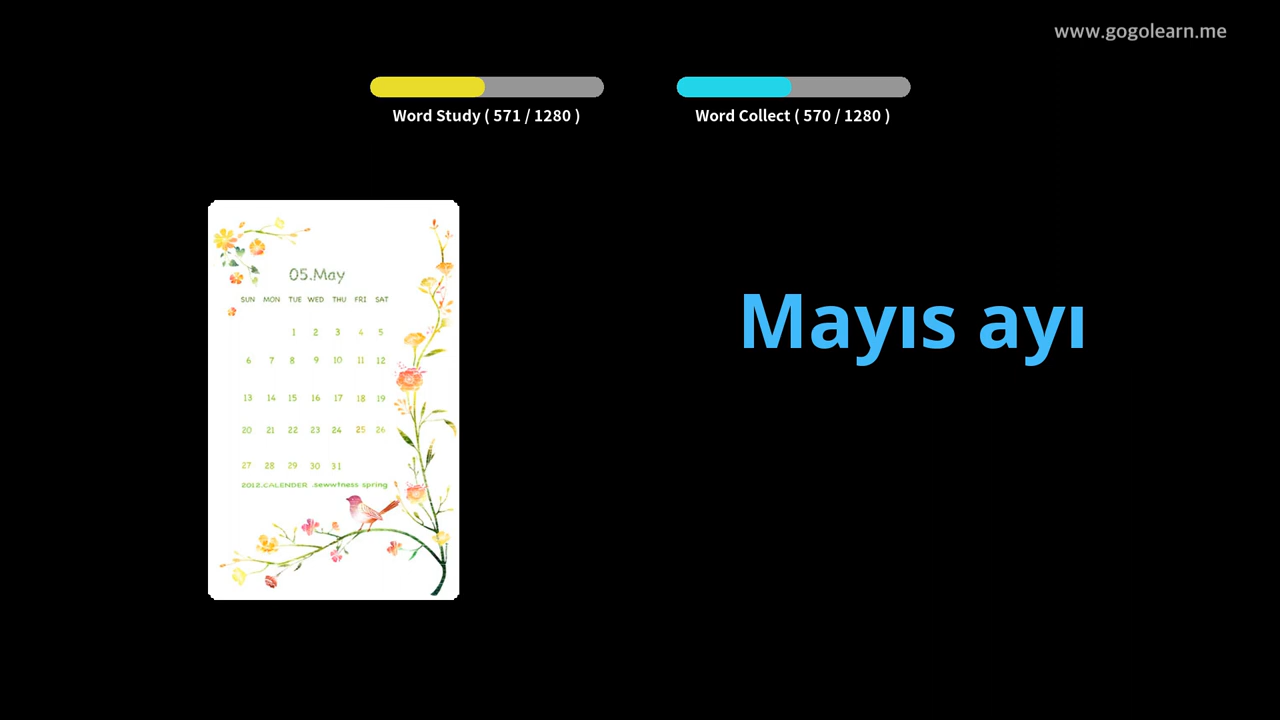 www.gogolearn.me
Word Study ( 571 / 1280 )
Word Collect ( 570 / 1280 )
05.May
SUN MON TUE WED THU FRI SAT
1 2 3 4 5
6 7 8 9 10 11 12
13 14 15 16 17 18 19
20 21 22 23 24 25 26
27 28 29 30 31
2012.CALENDER .sewwtness spring
Mayıs ayı